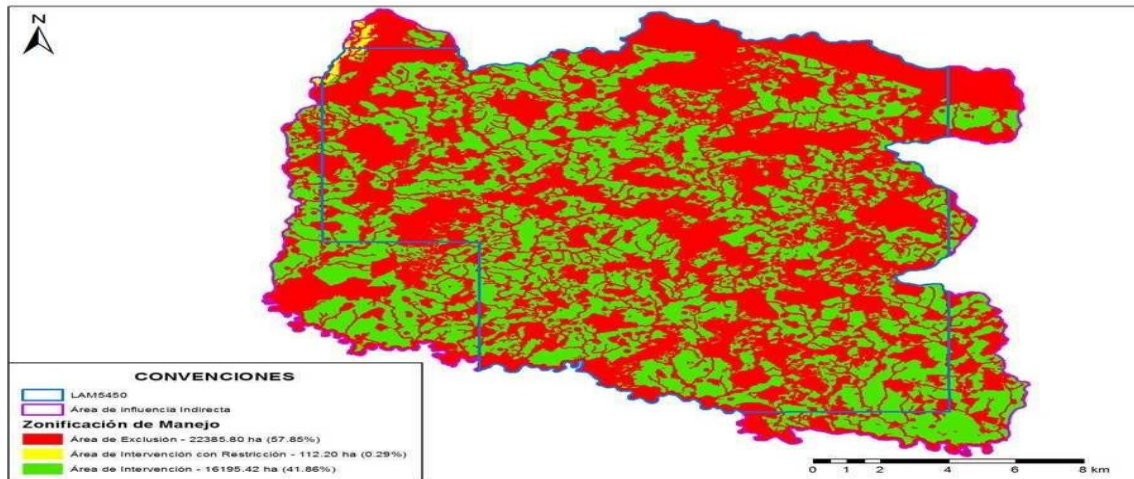 N
CONVENCIONES
LAM5450
Área de influencia Indirecta
Zonificación de Manejo
Área de Exclusión - 22385.80 ha (57.85%)
Área de Intervención con Restricción - 112.20 ha (0.29%)
Área de Intervención - 16195.42 ha (41.86%)
0 1 2 4 6 8 km